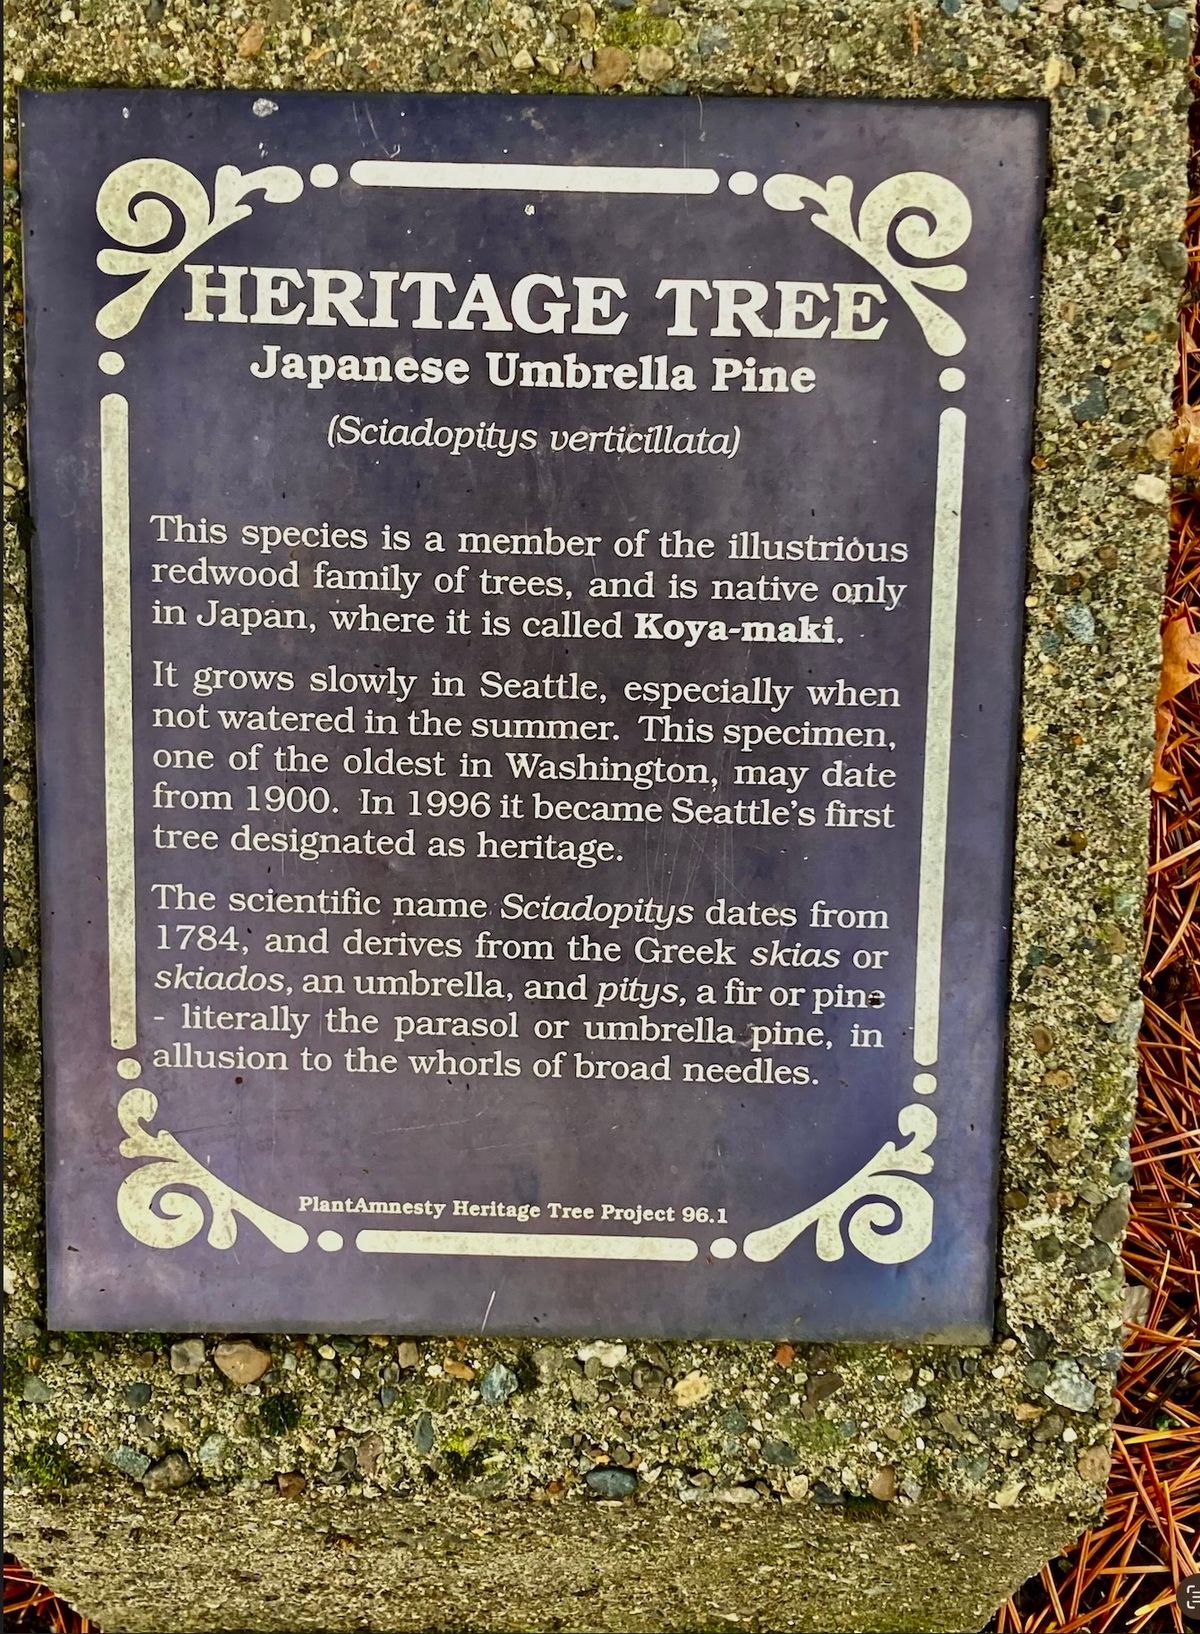 HERITAGE TREE
Japanese Umbrella Pine
(Sciadopitys verticillata)
This species is a member of the illustrious
redwood family of trees, and is native only
in Japan, where it is called Koya-maki.
It grows slowly in Seattle, especially when
not watered in the summer. This specimen,
one of the oldest in Washington, may date
from 1900. In 1996 it became Seattle's first
tree designated as heritage.
The scientific name Sciadopitys dates from
1784, and derives from the Greek skias or
skiados, an umbrella, and pitys, a fir or pine
- literally the parasol or umbrella pine, in
allusion to the whorls of broad needles.
PlantAmnesty Heritage Tree Project 96.1